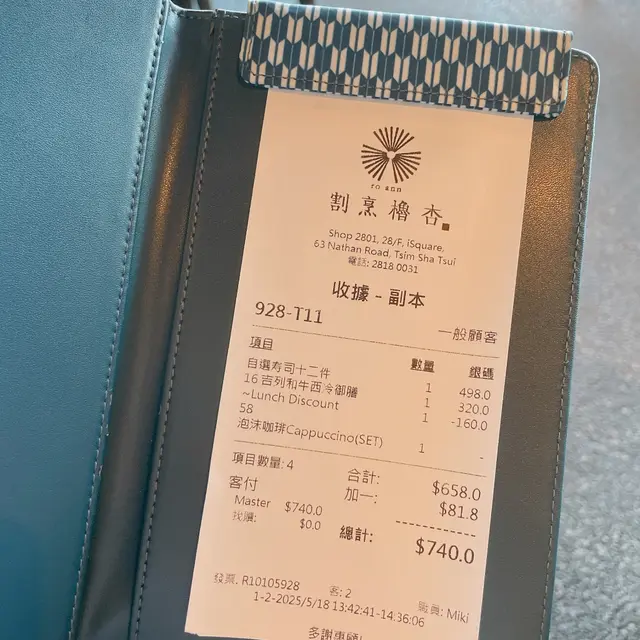 ro ann
割烹櫓杏
Shop 2801, 28/F, iSquare,
63 Nathan Road, Tsim Sha Tsui
電話: 2818 0031
收據 - 副本
928-T11 一般顧客
項目 數量 銀碼
自選寿司十二件 1 498.0
16 吉列和牛西冷御膳 1 320.0
~Lunch Discount 1 -160.0
58
泡沫咖琲Cappuccino(SET) 1 -
項目數量: 4 合計: $658.0
客付 加一: $81.8
Master $740.0
找贖: $0.0 總計: $740.0
發票. R10105928 客: 2
1-2-2025/5/18 13:42:41-14:36:06 職員: Miki
多謝惠顧!